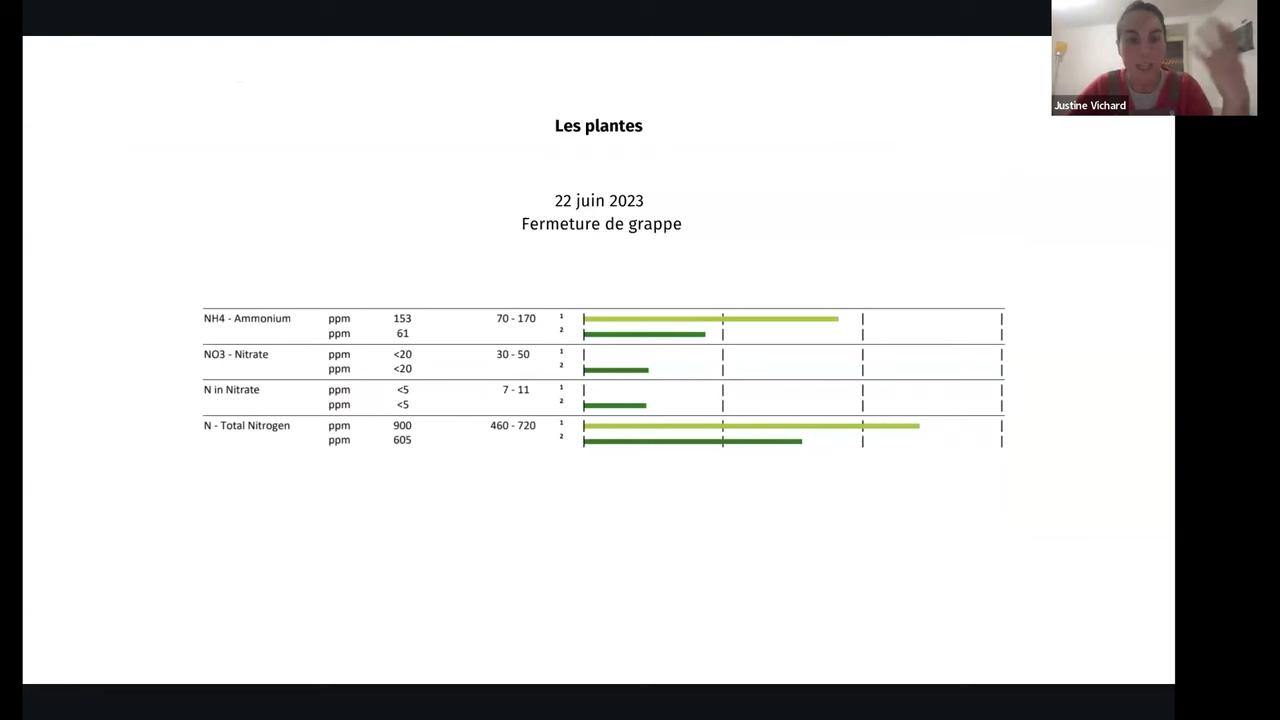 Justine Vichard
Les plantes
22 juin 2023
Fermeture de grappe
NH4 - Ammonium ppm 153 70 - 170 1
ppm 61 2
NO3 - Nitrate ppm <20 30 - 50 1
ppm <20 2
N in Nitrate ppm <5 7 - 11 1
ppm <5 2
N - Total Nitrogen ppm 900 460 - 720 1
ppm 605 2